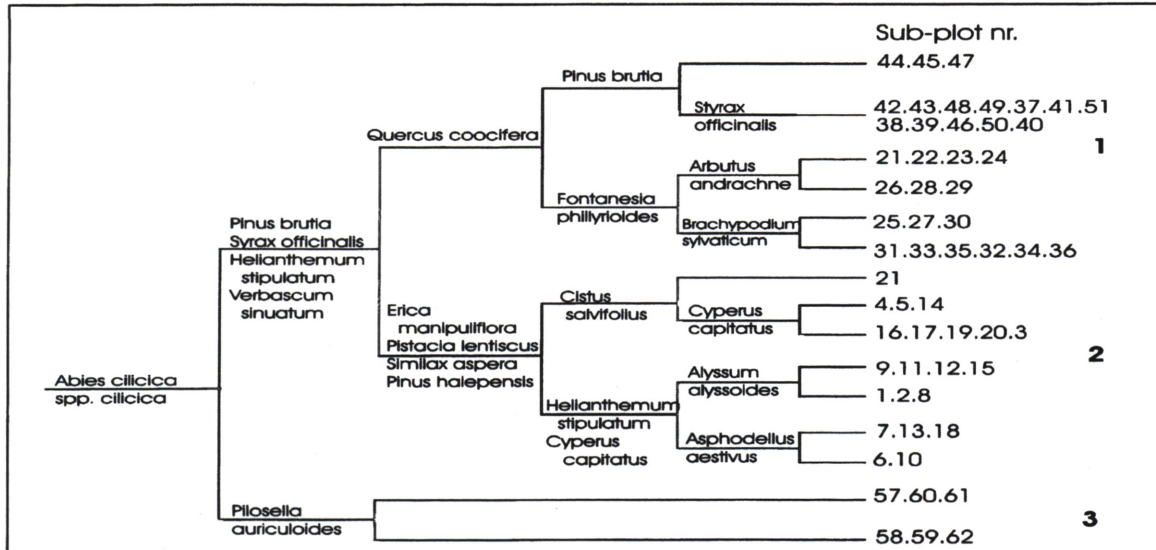 Sub-plot nr.
Pinus brutia
44.45.47
Styrax
officinalis
42.43.48.49.37.41.51
38.39.46.50.40
Quercus coocifera
1
Arbutus
andrachne
21.22.23.24
26.28.29
Fontanesia
phillyrioides
Brachypodium
sylvaticum
25.27.30
31.33.35.32.34.36
Pinus brutia
Syrax officinalis
Helianthemum
stipulatum
Verbascum
sinuatum
Erica
manipuliflora
Pistacia lentiscus
Similax aspera
Pinus halepensis
Cistus
salvifolius
21
Cyperus
capitatus
4.5.14
16.17.19.20.3
2
Alyssum
alyssoides
9.11.12.15
1.2.8
Helianthemum
stipulatum
Cyperus
capitatus
Asphodellus
aestivus
7.13.18
6.10
Abies cilicica
spp. cilicica
Pilosella
auriculoides
57.60.61
58.59.62
3